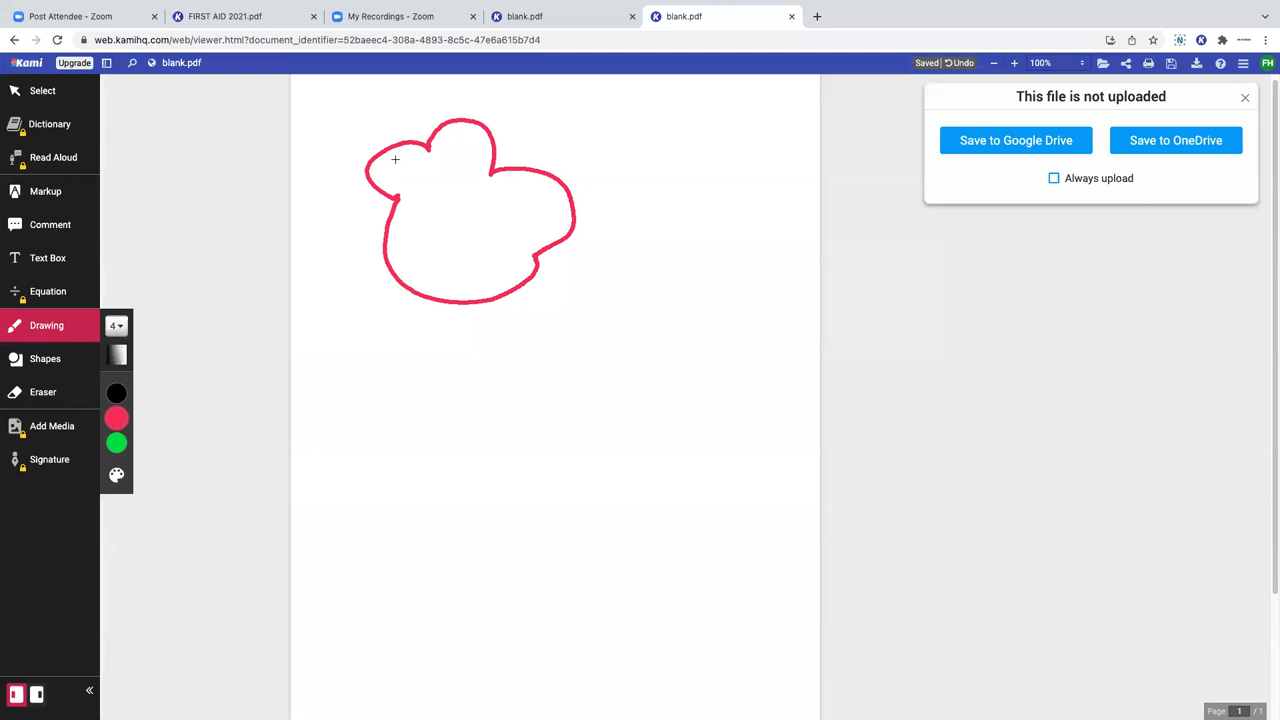 Post Attendee - Zoom
FIRST AID 2021.pdf
My Recordings - Zoom
blank.pdf
blank.pdf
web.kamihq.com/web/viewer.html?document_identifier=52baeec4-308a-4893-8c5c-47e6a615b7d4
Kami
Upgrade
blank.pdf
Saved
Undo
100%
FH
Select
Dictionary
Read Aloud
Markup
Comment
Text Box
Equation
Drawing
Shapes
Eraser
Add Media
Signature
4
This file is not uploaded
Save to Google Drive
Save to OneDrive
Always upload
Page 1 / 1